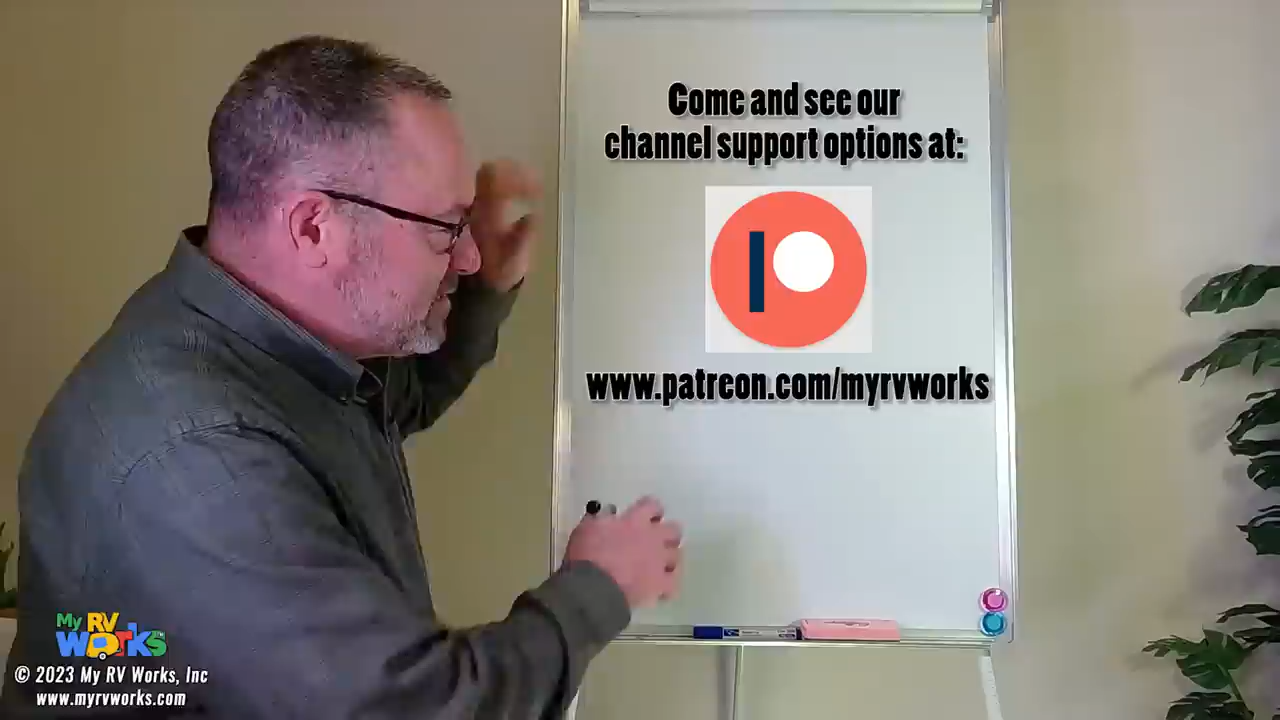 Come and see our
channel support options at:
www.patreon.com/myrvworks
My RV
WORKS
© 2023 My RV Works, Inc
www.myrvworks.com